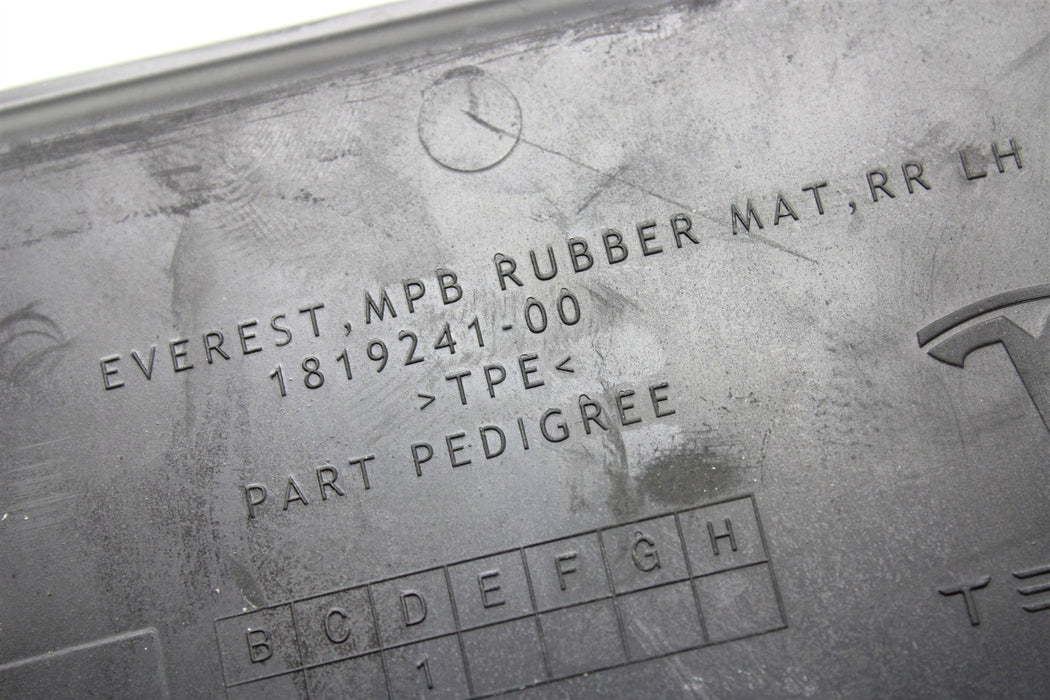 EVEREST,MPB RUBBER MAT,RR LH
1819241-00
>TPE<
PART PEDIGREE
B C D E F G H
1